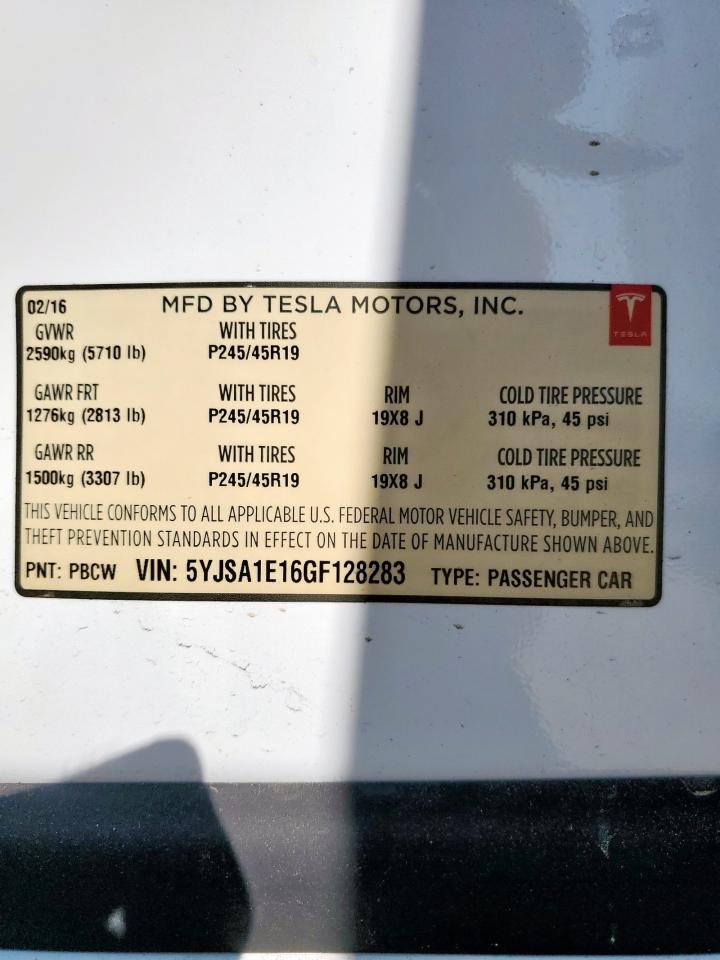 02/16 MFD BY TESLA MOTORS, INC.
TESLA
GVWR WITH TIRES
2590kg (5710 lb) P245/45R19
GAWR FRT WITH TIRES RIM COLD TIRE PRESSURE
1276kg (2813 lb) P245/45R19 19X8 J 310 kPa, 45 psi
GAWR RR WITH TIRES RIM COLD TIRE PRESSURE
1500kg (3307 lb) P245/45R19 19X8 J 310 kPa, 45 psi
THIS VEHICLE CONFORMS TO ALL APPLICABLE U.S. FEDERAL MOTOR VEHICLE SAFETY, BUMPER, AND
THEFT PREVENTION STANDARDS IN EFFECT ON THE DATE OF MANUFACTURE SHOWN ABOVE.
PNT: PBCW VIN: 5YJSA1E16GF128283 TYPE: PASSENGER CAR